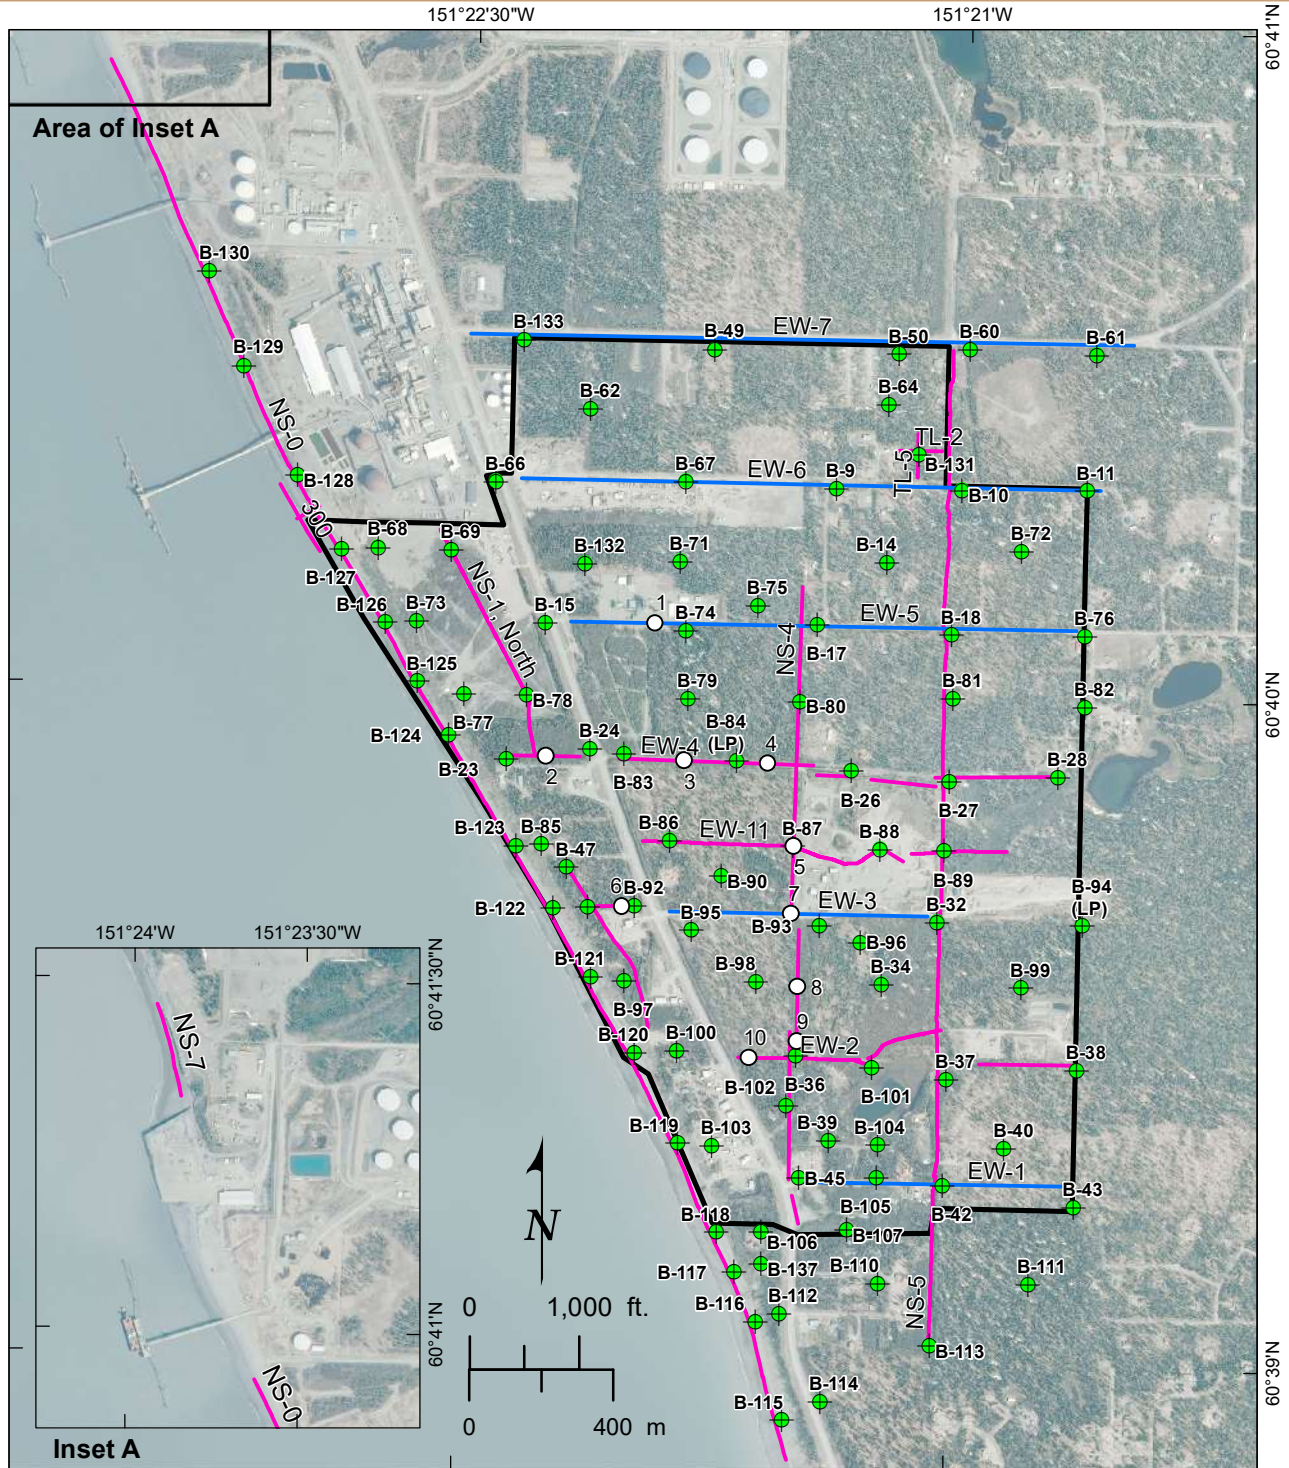 151°22'30"W
151°21'W
60°41'N
Area of Inset A
B-130
B-133
B-49
EW-7
B-50
B-60
B-61
B-129
B-62
B-64
NS-0
TL-2
B-66
B-67
EW-6
B-9
TL-5
B-131
B-128
B-10
B-11
300
B-68
B-69
B-127
B-132
B-71
B-14
B-72
NS-1, North
B-75
B-126
B-73
B-15
1
B-74
EW-5
B-18
B-76
NS-4
B-17
B-125
B-79
B-78
B-80
B-81
B-82
60°40'N
B-77
B-124
B-24
B-84
(LP)
EW-4
4
B-23
2
B-83
3
B-26
B-28
B-27
B-123
B-85
B-86
EW-11
B-87
B-88
B-47
5
B-89
B-90
6
B-92
7
EW-3
B-94
(LP)
B-122
B-95
B-93
B-32
B-96
151°24'W
151°23'30"W
B-121
B-98
B-34
B-99
8
60°41'30"N
B-97
NS-7
B-120
B-100
10
9
EW-2
B-102
B-36
B-101
B-37
B-38
B-119
B-103
B-39
B-104
B-40
B-45
EW-1
B-43
B-118
B-105
B-42
B-106
B-107
B-117
B-137
B-110
B-111
N
B-116
B-112
NS-5
0 1,000 ft.
60°41'N
B-113
60°39'N
NS-0
B-114
B-115
0 400 m
Inset A